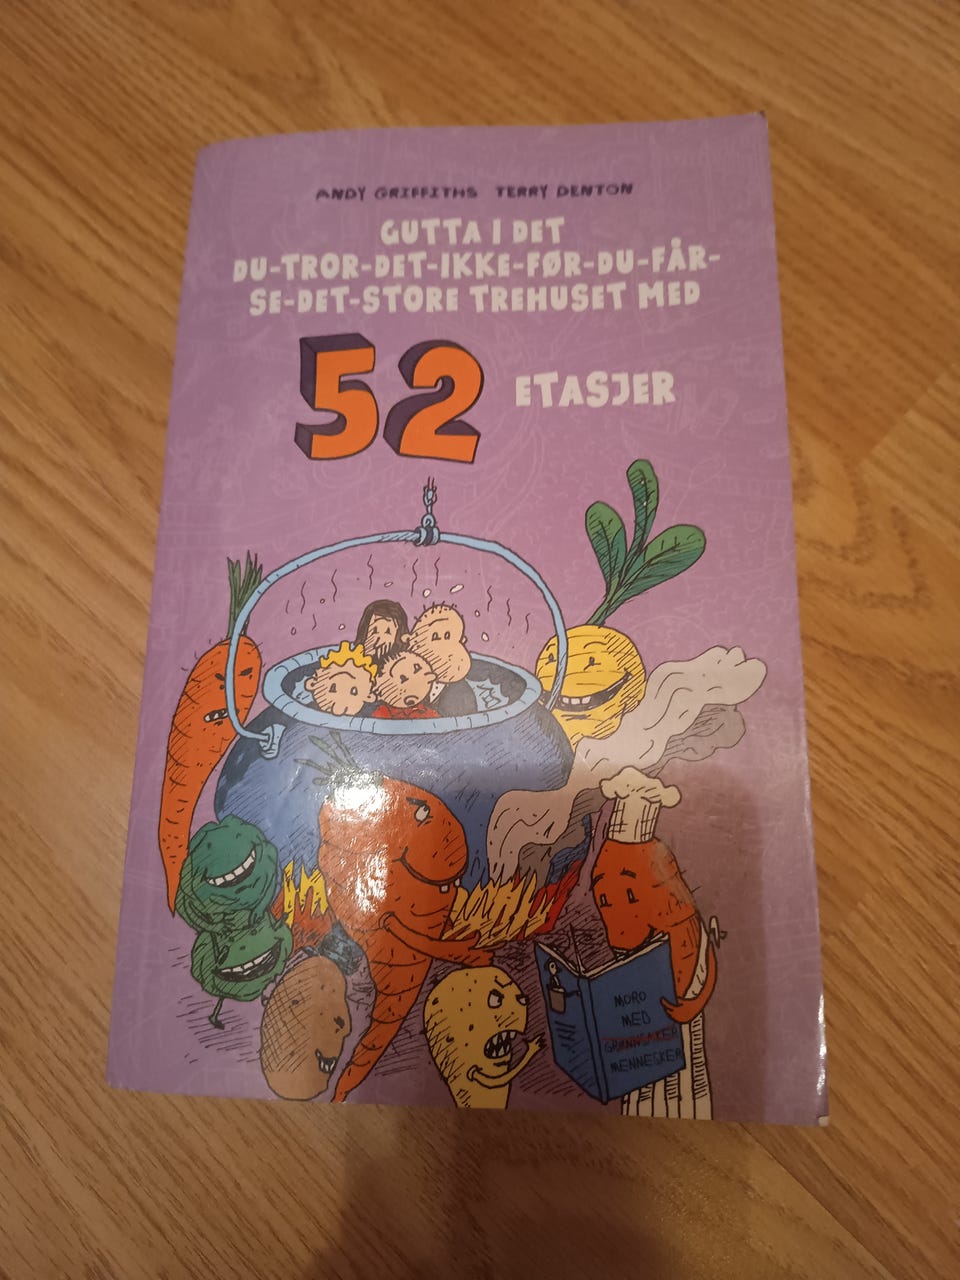 ANDY GRIFFITHS TERRY DENTON
GUTTA I DET
DU-TROR-DET-IKKE-FØR-DU-FÅR-
SE-DET-STORE TREHUSET MED
52 ETASJER
MORO
MED
GRØNNSAKER
MENNESKER